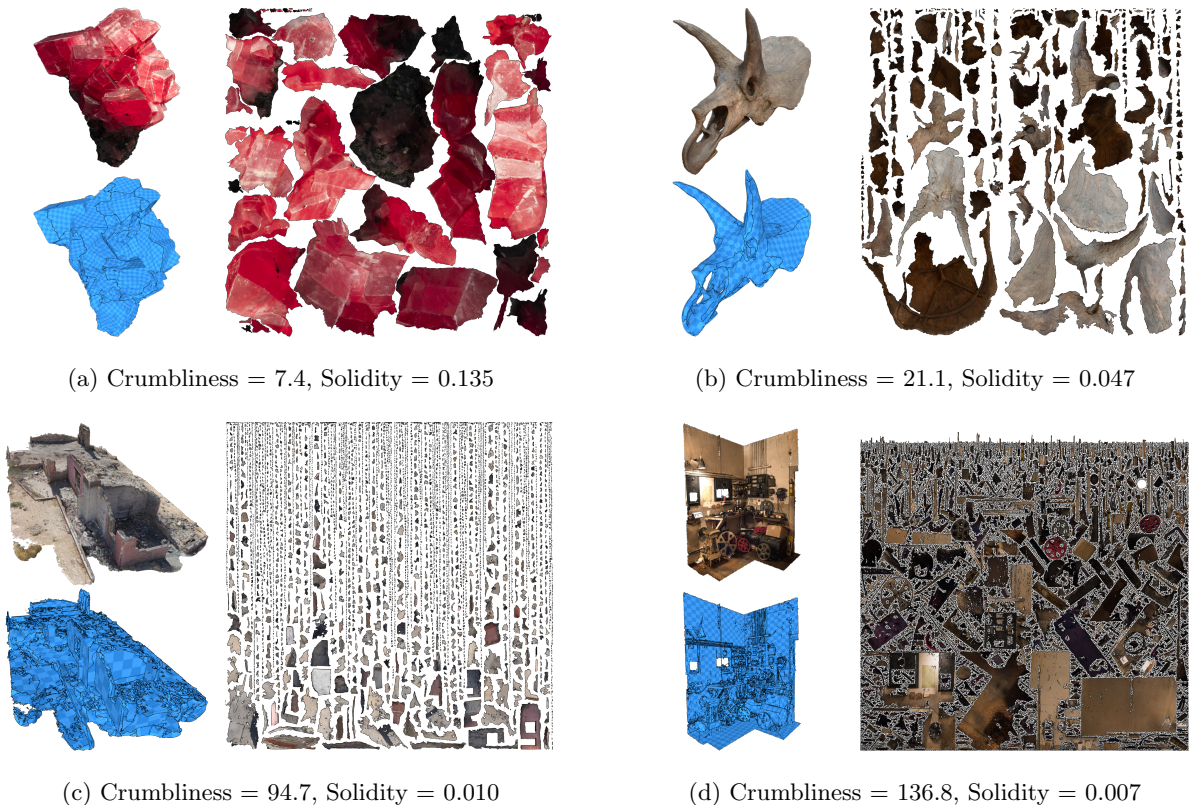 (a) Crumbliness = 7.4, Solidity = 0.135
(b) Crumbliness = 21.1, Solidity = 0.047
(c) Crumbliness = 94.7, Solidity = 0.010
(d) Crumbliness = 136.8, Solidity = 0.007